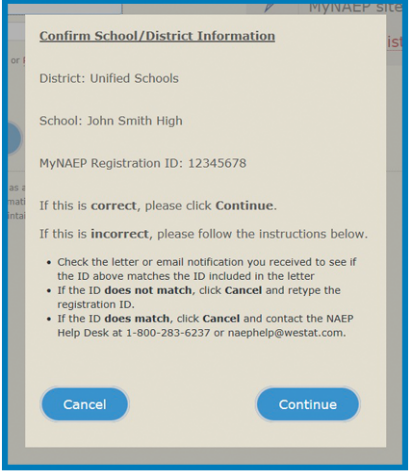 MyNAEP site
Confirm School/District Information
District: Unified Schools
School: John Smith High
MyNAEP Registration ID: 12345678
If this is correct, please click Continue.
If this is incorrect, please follow the instructions below.
• Check the letter or email notification you received to see if
the ID above matches the ID included in the letter
• If the ID does not match, click Cancel and retype the
registration ID.
• If the ID does match, click Cancel and contact the NAEP
Help Desk at 1-800-283-6237 or naephelp@westat.com.
Cancel
Continue